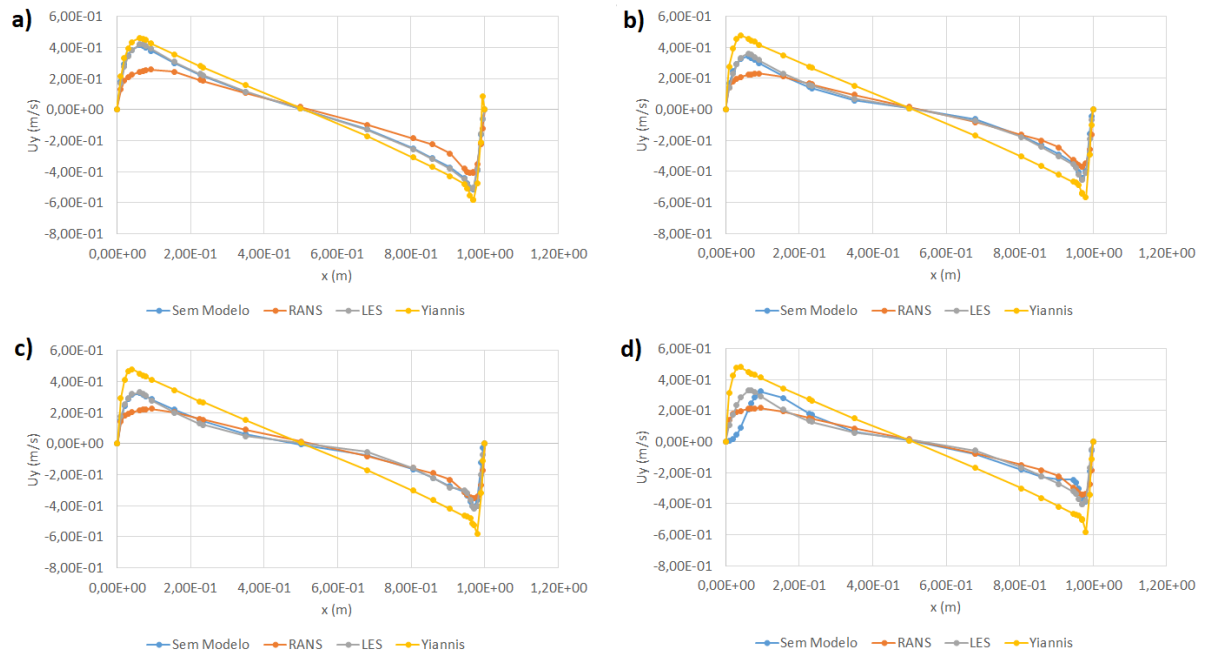 a)
6,00E-01
4,00E-01
2,00E-01
0,00E+00
-2,00E-01
-4,00E-01
-6,00E-01
-8,00E-01
Uy (m/s)
0,00E+00 2,00E-01 4,00E-01 6,00E-01 8,00E-01 1,00E+00 1,20E+00
x (m)
Sem Modelo RANS LES Yiannis
b)
6,00E-01
4,00E-01
2,00E-01
0,00E+00
-2,00E-01
-4,00E-01
-6,00E-01
-8,00E-01
Uy (m/s)
0,00E+00 2,00E-01 4,00E-01 6,00E-01 8,00E-01 1,00E+00 1,20E+00
x (m)
Sem Modelo RANS LES Yiannis
c)
6,00E-01
4,00E-01
2,00E-01
0,00E+00
-2,00E-01
-4,00E-01
-6,00E-01
-8,00E-01
Uy (m/s)
0,00E+00 2,00E-01 4,00E-01 6,00E-01 8,00E-01 1,00E+00 1,20E+00
x (m)
Sem Modelo RANS LES Yiannis
d)
6,00E-01
4,00E-01
2,00E-01
0,00E+00
-2,00E-01
-4,00E-01
-6,00E-01
-8,00E-01
Uy (m/s)
0,00E+00 2,00E-01 4,00E-01 6,00E-01 8,00E-01 1,00E+00 1,20E+00
x (m)
Sem Modelo RANS LES Yiannis